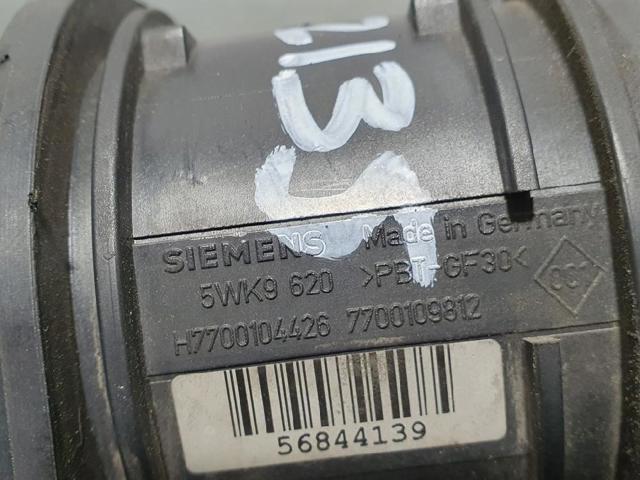 SIEMENS Made in Germany
5WK9 620 >PBT-GF30<
H7700104426 7700109812
56844139